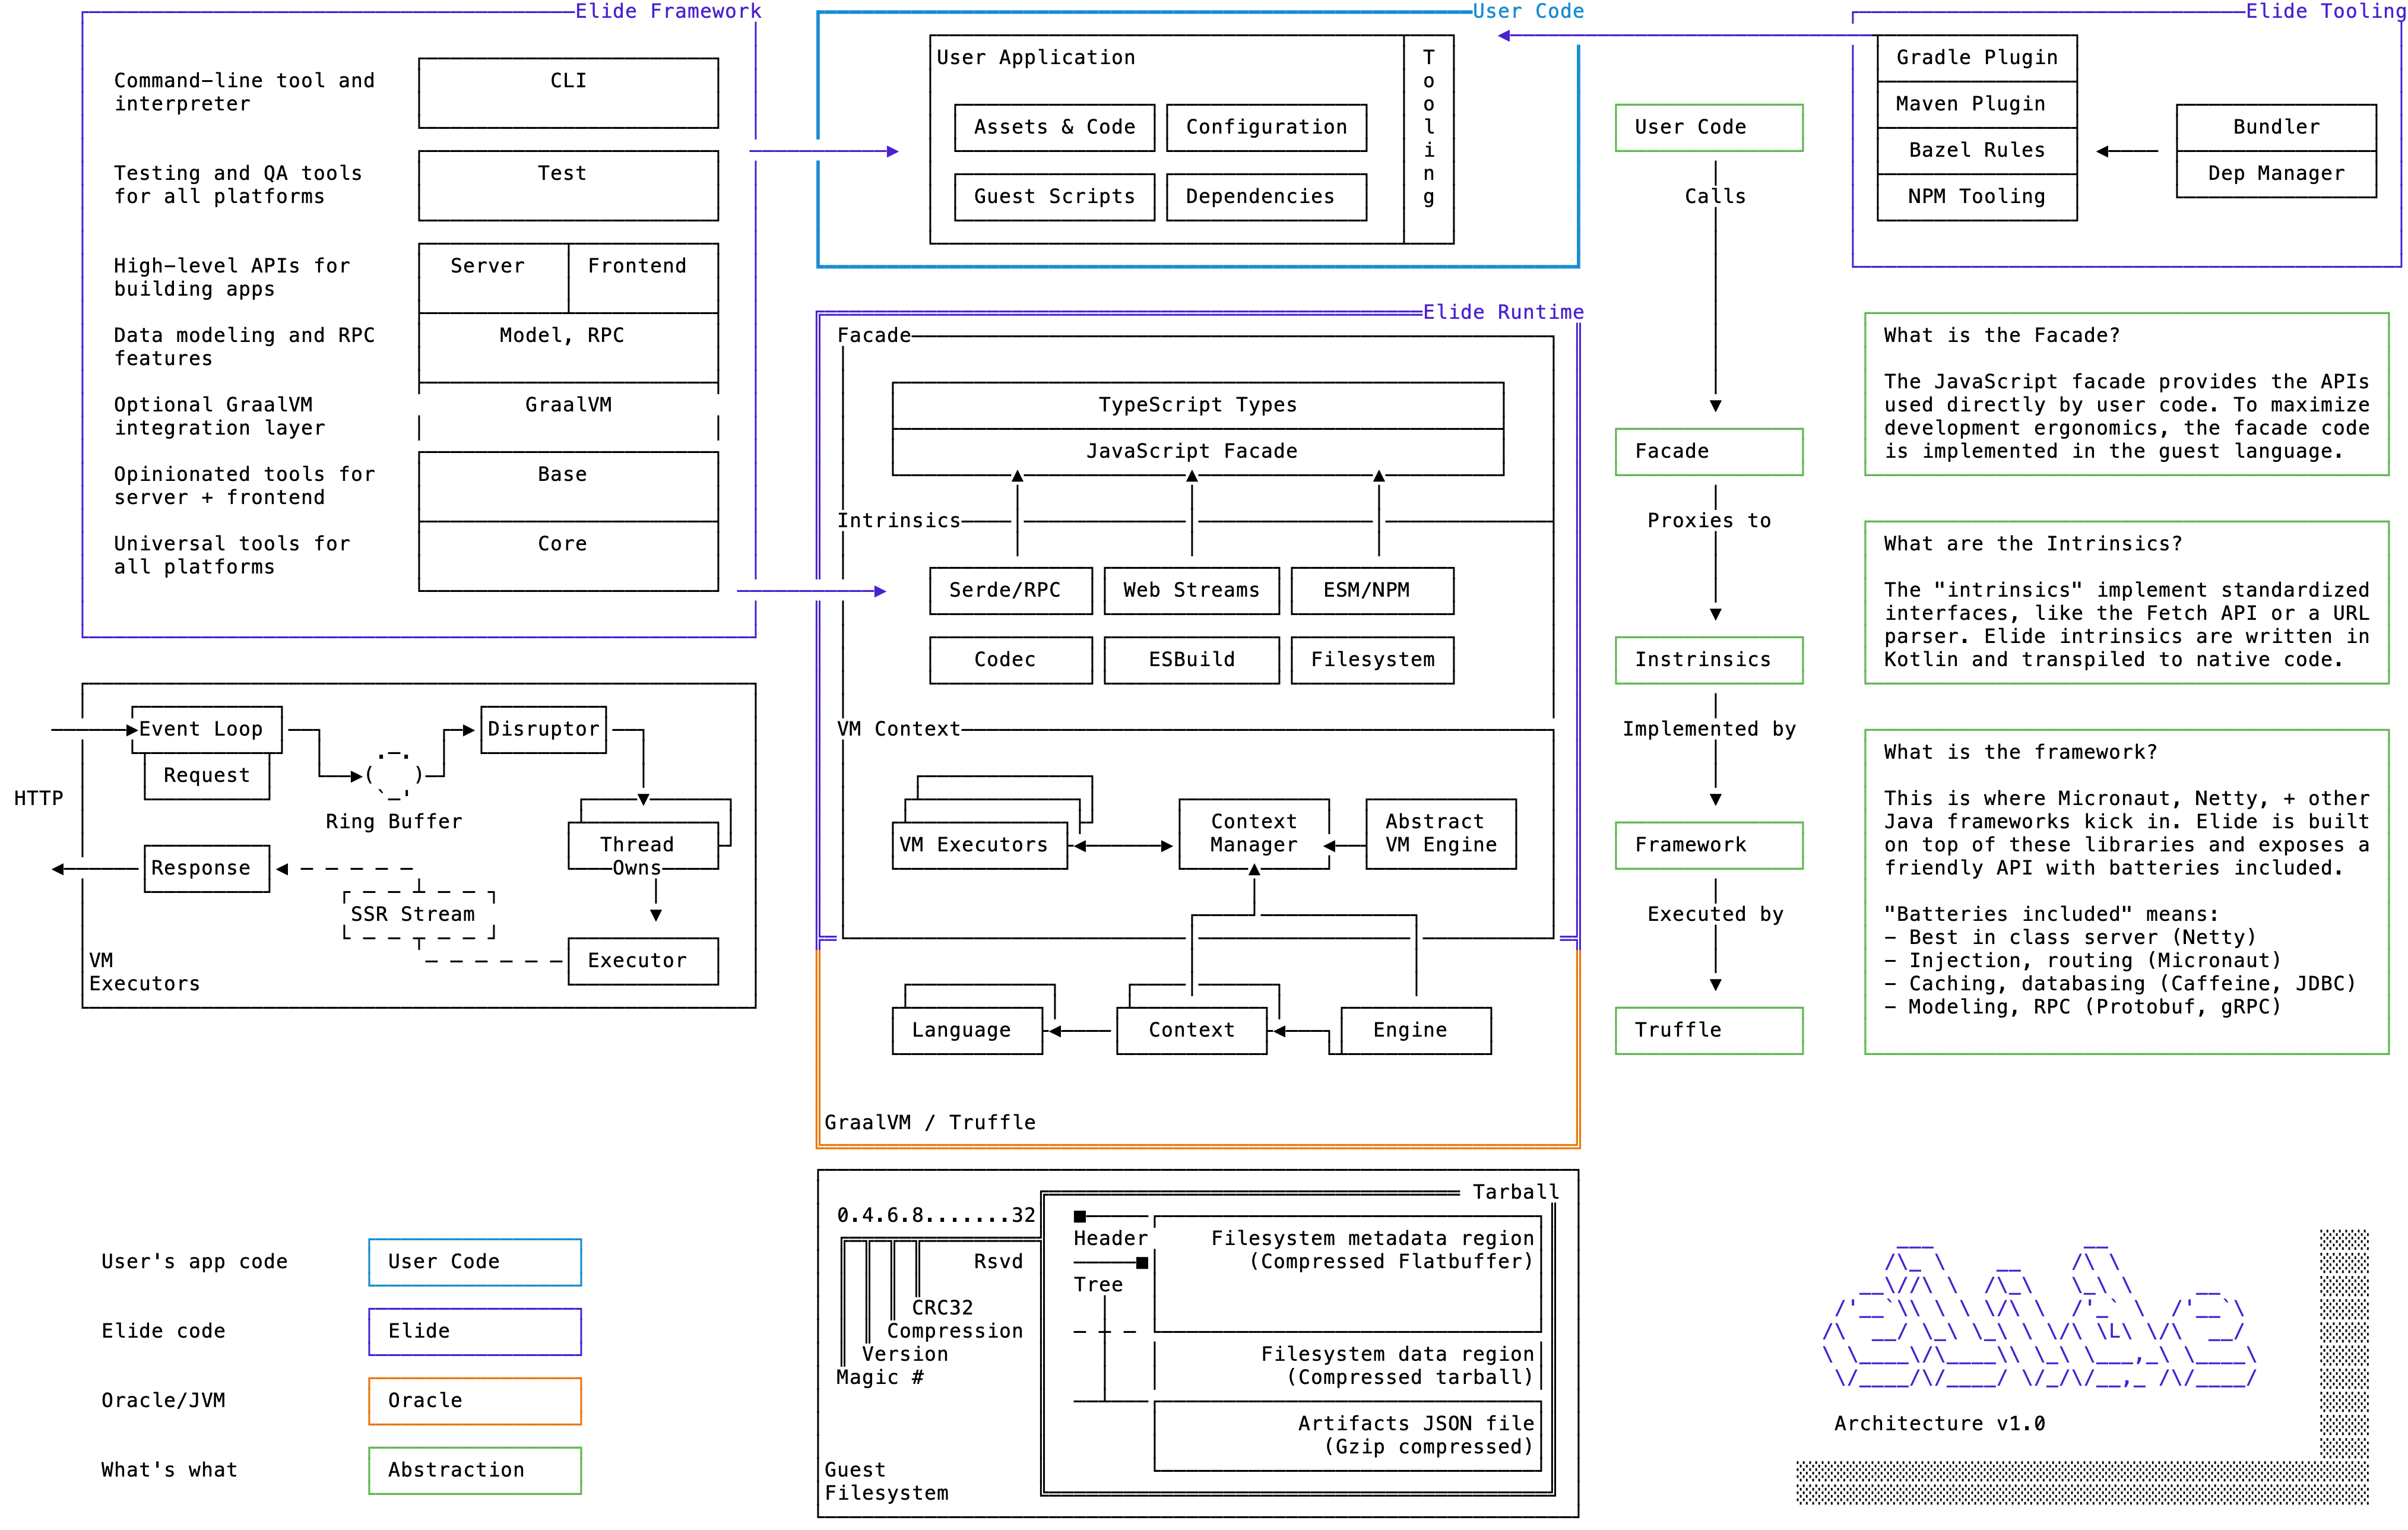 Elide Framework
Command-line tool and
interpreter
CLI
Testing and QA tools
for all platforms
Test
High-level APIs for
building apps
Server
Frontend
Data modeling and RPC
features
Model, RPC
Optional GraalVM
integration layer
GraalVM
Opinionated tools for
server + frontend
Base
Universal tools for
all platforms
Core
User Code
User Application
Assets & Code
Configuration
Guest Scripts
Dependencies
Tooling
Elide Tooling
Gradle Plugin
Maven Plugin
Bazel Rules
NPM Tooling
Bundler
Dep Manager
Elide Runtime
Facade
TypeScript Types
JavaScript Facade
Intrinsics
Serde/RPC
Web Streams
ESM/NPM
Codec
ESBuild
Filesystem
VM Context
VM Executors
Context
Manager
Abstract
VM Engine
Language
Context
Engine
GraalVM / Truffle
User Code
Calls
Facade
Proxies to
Instrinsics
Implemented by
Framework
Executed by
Truffle
What is the Facade?
The JavaScript facade provides the APIs
used directly by user code. To maximize
development ergonomics, the facade code
is implemented in the guest language.
What are the Intrinsics?
The "intrinsics" implement standardized
interfaces, like the Fetch API or a URL
parser. Elide intrinsics are written in
Kotlin and transpiled to native code.
What is the framework?
This is where Micronaut, Netty, + other
Java frameworks kick in. Elide is built
on top of these libraries and exposes a
friendly API with batteries included.
"Batteries included" means:
- Best in class server (Netty)
- Injection, routing (Micronaut)
- Caching, databasing (Caffeine, JDBC)
- Modeling, RPC (Protobuf, gRPC)
HTTP
Event Loop
Request
Ring Buffer
Disruptor
Thread
Owns
Response
SSR Stream
Executor
VM
Executors
User's app code
User Code
Elide code
Elide
Oracle/JVM
Oracle
What's what
Abstraction
0.4.6.8.......32
Rsvd
CRC32
Compression
Version
Magic #
Guest
Filesystem
Tarball
Header
Tree
Filesystem metadata region
(Compressed Flatbuffer)
Filesystem data region
(Compressed tarball)
Artifacts JSON file
(Gzip compressed)
elide
Architecture v1.0